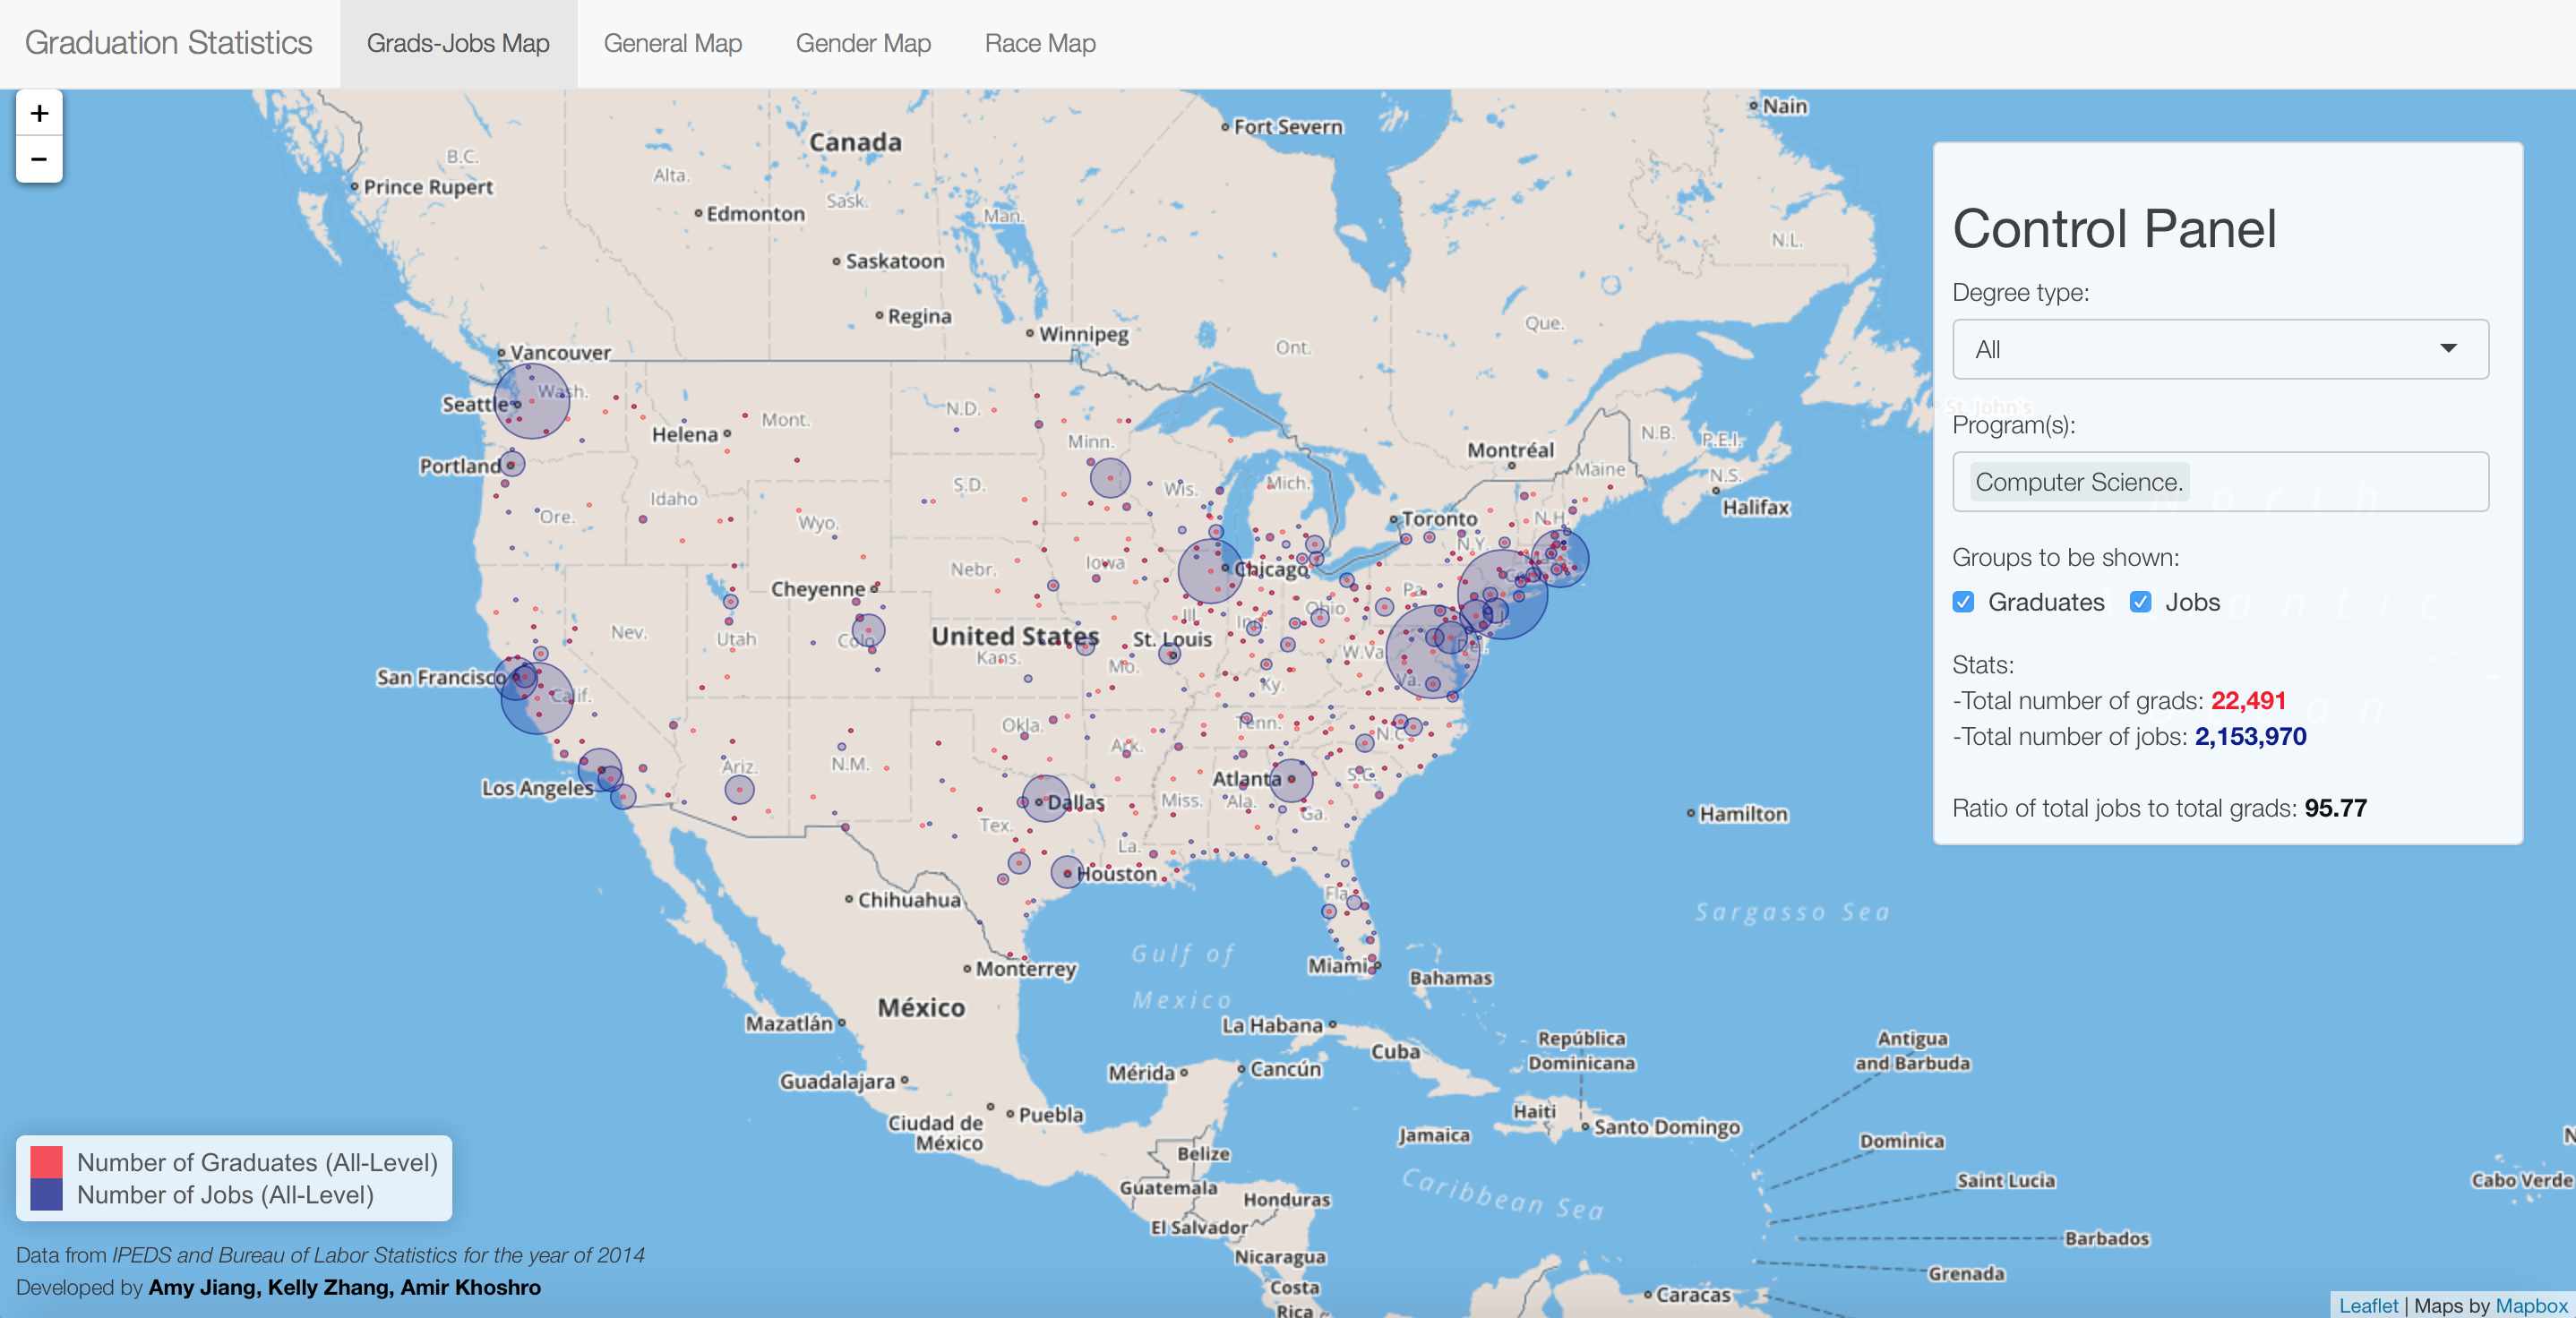 Graduation Statistics
Grads-Jobs Map
General Map
Gender Map
Race Map
+
−
Canada
Fort Severn
Nain
B.C.
Prince Rupert
Alta.
Edmonton
Sask.
Man.
Saskatoon
Regina
Winnipeg
N.L.
Que.
Ont.
Vancouver
Wash.
Seattle
Helena
Mont.
N.D.
Minn.
Portland
Montréal
N.B.
P.E.I.
Maine
N.S.
Halifax
St. John's
Idaho
S.D.
Wis.
Mich.
Ore.
Wyo.
Toronto
N.H.
N.Y.
Cheyenne
Nebr.
Iowa
Chicago
Pa.
Ohio
Ill.
Nev.
Utah
Colo.
United States
Kans.
St. Louis
Mo.
W.Va.
Del.
San Francisco
Calif.
Ky.
Va.
Okla.
Tenn.
N.C.
Ariz.
N.M.
Ark.
Los Angeles
Dallas
Atlanta
S.C.
Miss.
Ala.
Ga.
Tex.
La.
Houston
Hamilton
Chihuahua
Fla.
Sargasso Sea
Gulf of
Mexico
Monterrey
Miami
Bahamas
México
Mazatlán
La Habana
Cuba
República
Dominicana
Antigua
and Barbuda
Guadalajara
Mérida
Cancún
Ciudad de
México
Puebla
Haiti
Santo Domingo
Jamaica
Dominica
Belize
Saint Lucia
Cabo Verde
Guatemala
Honduras
Caribbean Sea
El Salvador
Nicaragua
Barbados
Grenada
Costa
Rica
Caracas
Control Panel
Degree type:
All
Program(s):
Computer Science.
Groups to be shown:
Graduates Jobs
Stats:
-Total number of grads: 22,491
-Total number of jobs: 2,153,970
Ratio of total jobs to total grads: 95.77
Number of Graduates (All-Level)
Number of Jobs (All-Level)
Data from IPEDS and Bureau of Labor Statistics for the year of 2014
Developed by Amy Jiang, Kelly Zhang, Amir Khoshro
Leaflet | Maps by Mapbox